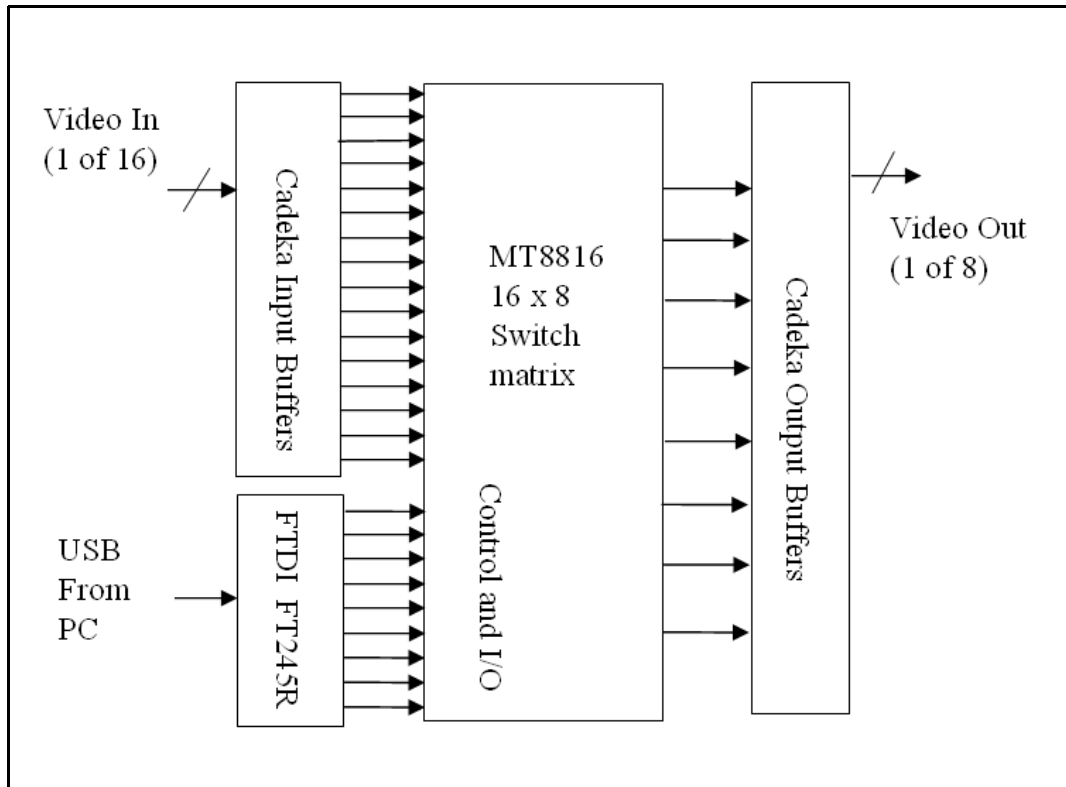 Video In
(1 of 16)
Cadeka Input Buffers
USB
From
PC
FTDI FT245R
MT8816
16 x 8
Switch
matrix
Control and I/O
Cadeka Output Buffers
Video Out
(1 of 8)